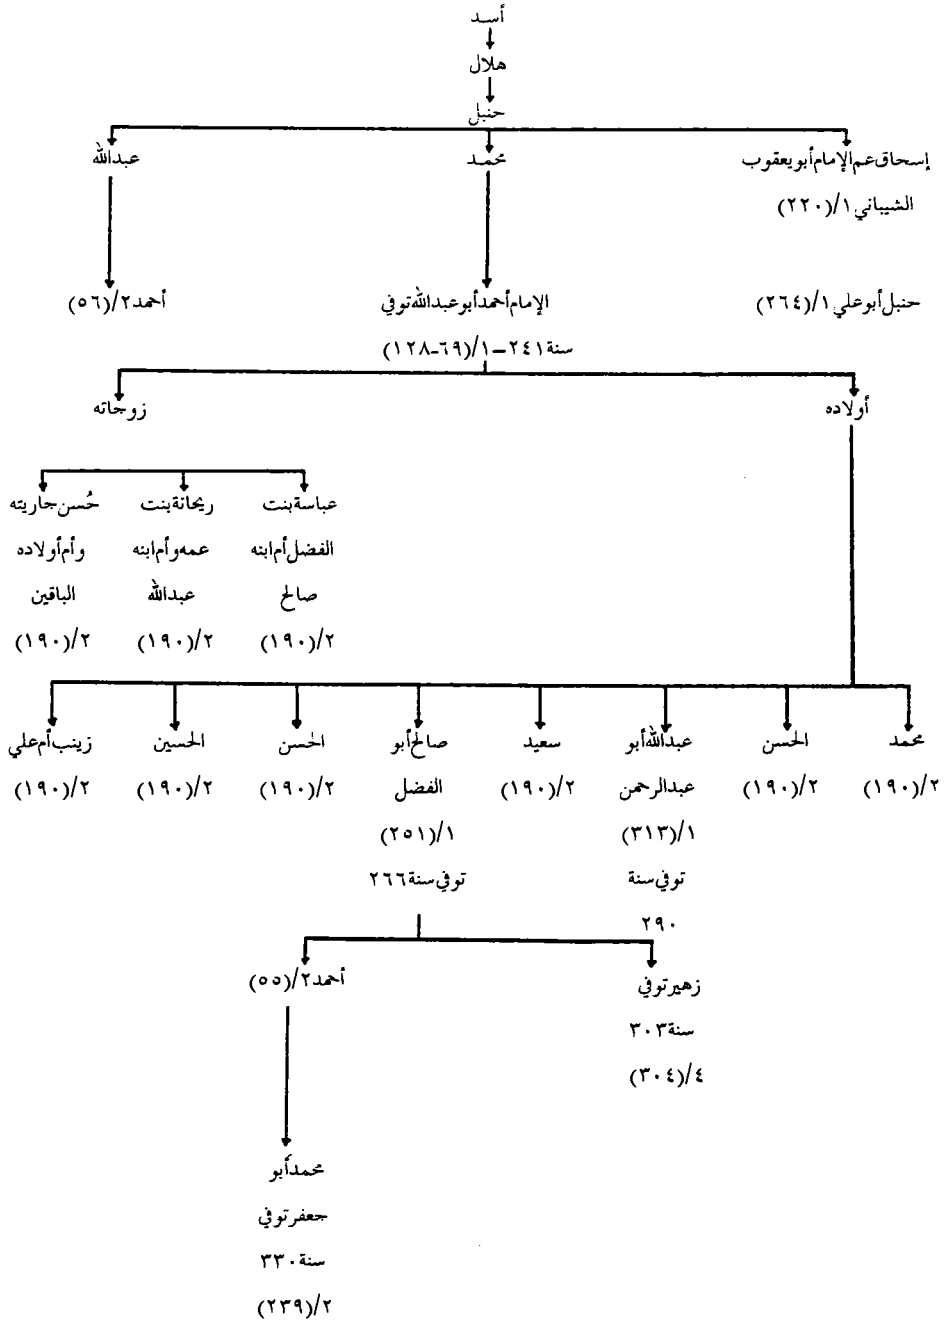 أسد
هلال
حنبل
إسحاق عم الإمام أبو يعقوب
الشيباني ١/(٢٢٠)
محمد
عبدالله
حنبل أبو علي ١/(٢٦٤)
الإمام أحمد أبو عبدالله توفي
سنة ٢٤١ – ١/(٦٩-١٢٨)
أحمد ٢/(٥٦)
أولاده
زوجاته
عباسة بنت
الفضل أم ابنه
صالح
٢/(١٩٠)
ريحانة بنت
عمه وأم ابنه
عبدالله
٢/(١٩٠)
حُسن جاريته
وأم أولاده
الباقين
٢/(١٩٠)
محمد
٢/(١٩٠)
الحسن
٢/(١٩٠)
عبدالله أبو
عبدالرحمن
١/(٣١٣)
توفي سنة
٢٩٠
سعيد
٢/(١٩٠)
صالح أبو
الفضل
١/(٢٥١)
توفي سنة ٢٦٦
الحسن
٢/(١٩٠)
الحسين
٢/(١٩٠)
زينب أم علي
٢/(١٩٠)
زهير توفي
سنة ٣٠٣
٤/(٣٠٤)
أحمد ٢/(٥٥)
محمد أبو
جعفر توفي
سنة ٣٣٠
٢/(٢٣٩)